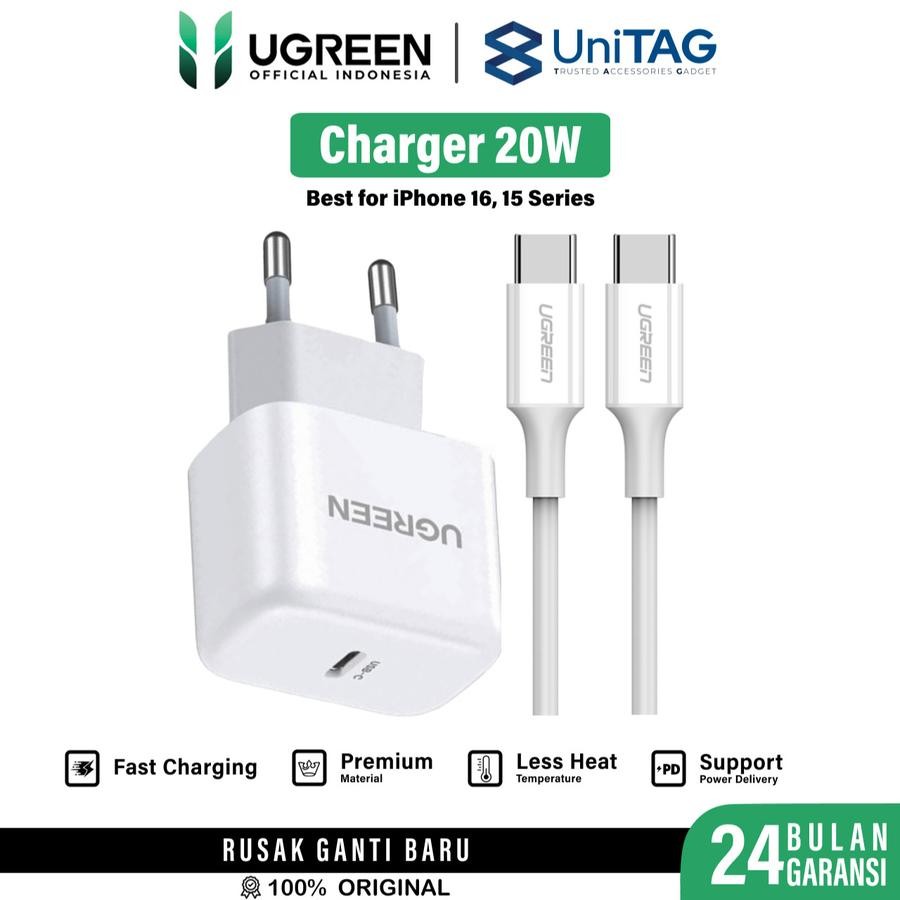 UGREEN
OFFICIAL INDONESIA
UniTAG
TRUSTED ACCESSORIES GADGET
Charger 20W
Best for iPhone 16, 15 Series
UGREEN
UGREEN
UGREEN
USB-C
Fast Charging
Premium
Material
Less Heat
Temperature
PD
Support
Power Delivery
RUSAK GANTI BARU
100% ORIGINAL
24 BULAN
GARANSI